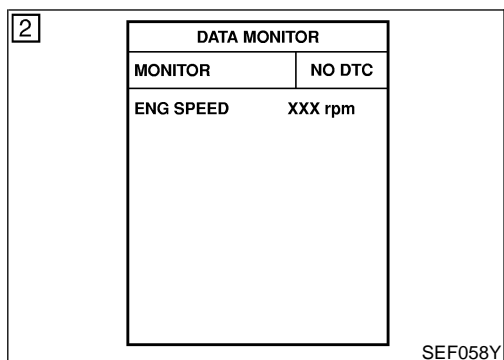 2
DATA MONITOR
MONITOR NO DTC
ENG SPEED XXX rpm
SEF058Y